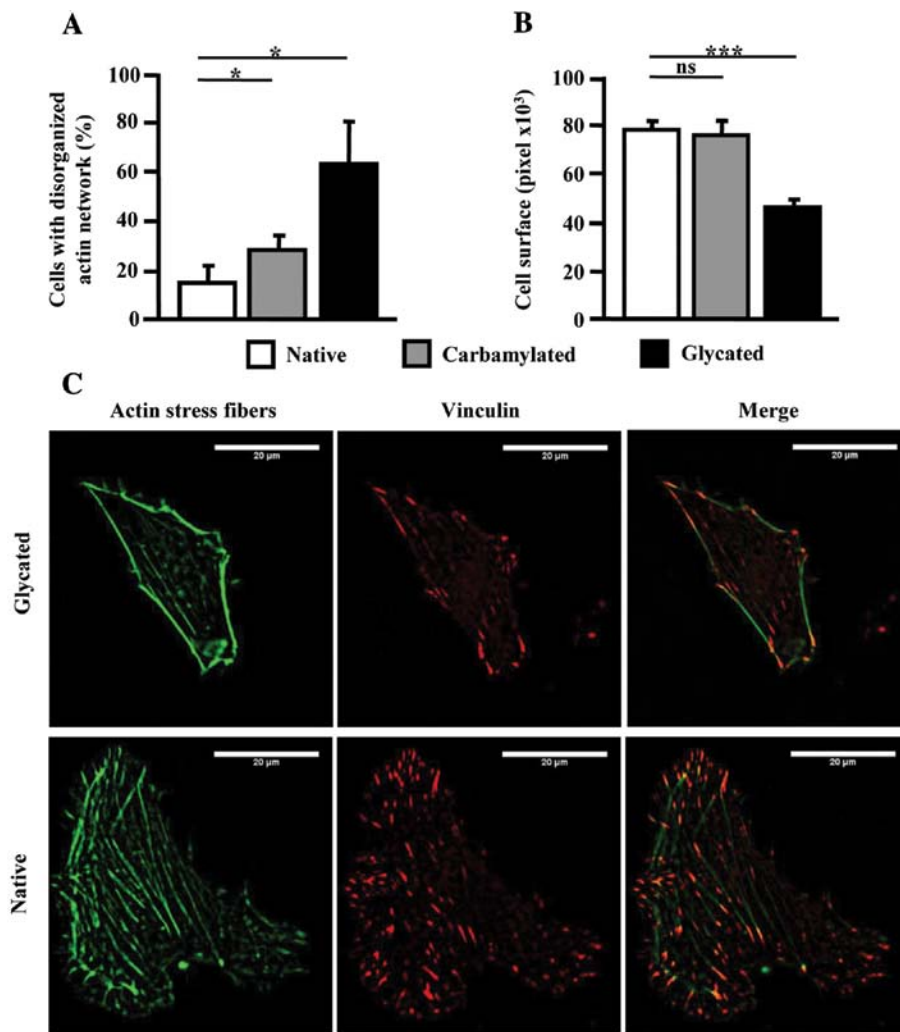 A
*
*
100
80
60
40
20
0
Cells with disorganized
actin network (%)
B
***
ns
100
80
60
40
20
0
Cell surface (pixel x10³)
Native
Carbamylated
Glycated
C
Actin stress fibers
Vinculin
Merge
Glycated
20 µm
20 µm
20 µm
Native
20 µm
20 µm
20 µm